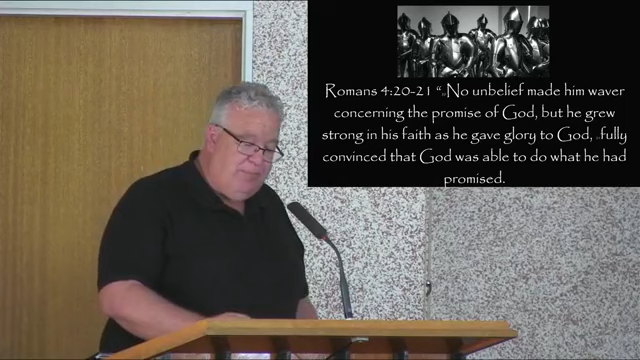 Romans 4:20-21 “No unbelief made him waver
concerning the promise of God, but he grew
strong in his faith as he gave glory to God, fully
convinced that God was able to do what he had
promised.